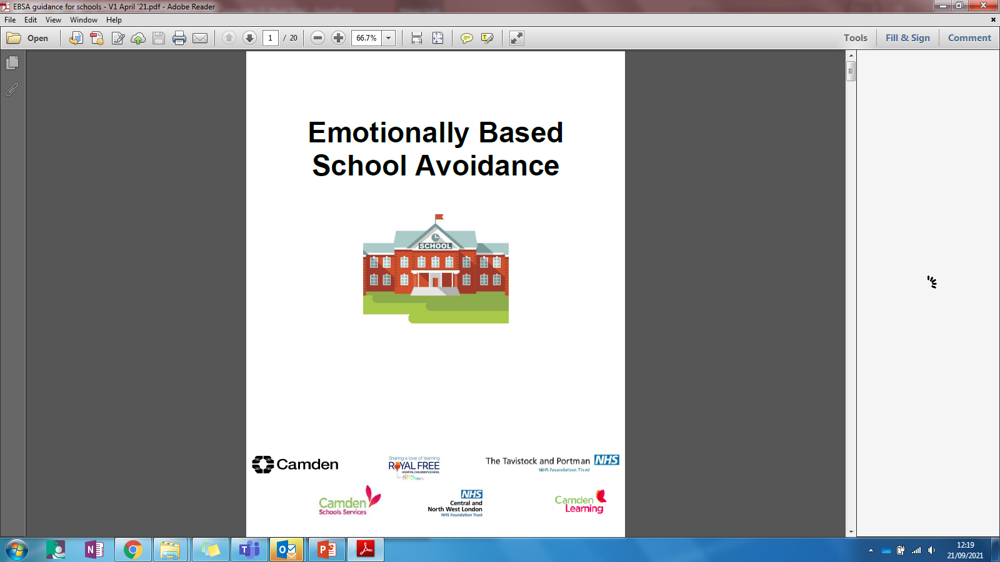 EBSA guidance for schools - V1 April '21.pdf - Adobe Reader
File Edit View Window Help
Open 1 / 20 66.7% Tools Fill & Sign Comment
Emotionally Based
School Avoidance
SCHOOL
Camden
Sharing a love of learning
ROYAL FREE
HOSPITAL CHILDREN'S SCHOOL
The Tavistock and Portman NHS
NHS Foundation Trust
Camden
Schools Services
NHS
Central and
North West London
NHS Foundation Trust
Camden
Learning
12:19
21/09/2021